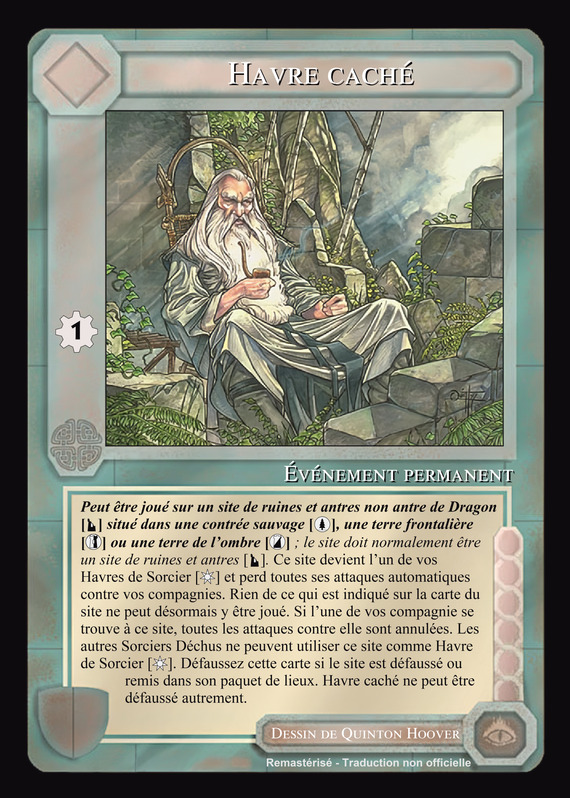 Havre caché
1
Événement permanent
Peut être joué sur un site de ruines et antres non antre de Dragon
[] situé dans une contrée sauvage [], une terre frontalière
[] ou une terre de l'ombre [] ; le site doit normalement être
un site de ruines et antres []. Ce site devient l'un de vos
Havres de Sorcier [] et perd toutes ses attaques automatiques
contre vos compagnies. Rien de ce qui est indiqué sur la carte du
site ne peut désormais y être joué. Si l'une de vos compagnie se
trouve à ce site, toutes les attaques contre elle sont annulées. Les
autres Sorciers Déchus ne peuvent utiliser ce site comme Havre
de Sorcier []. Défaussez cette carte si le site est défaussé ou
remis dans son paquet de lieux. Havre caché ne peut être
défaussé autrement.
Dessin de Quinton Hoover
Remastérisé - Traduction non officielle